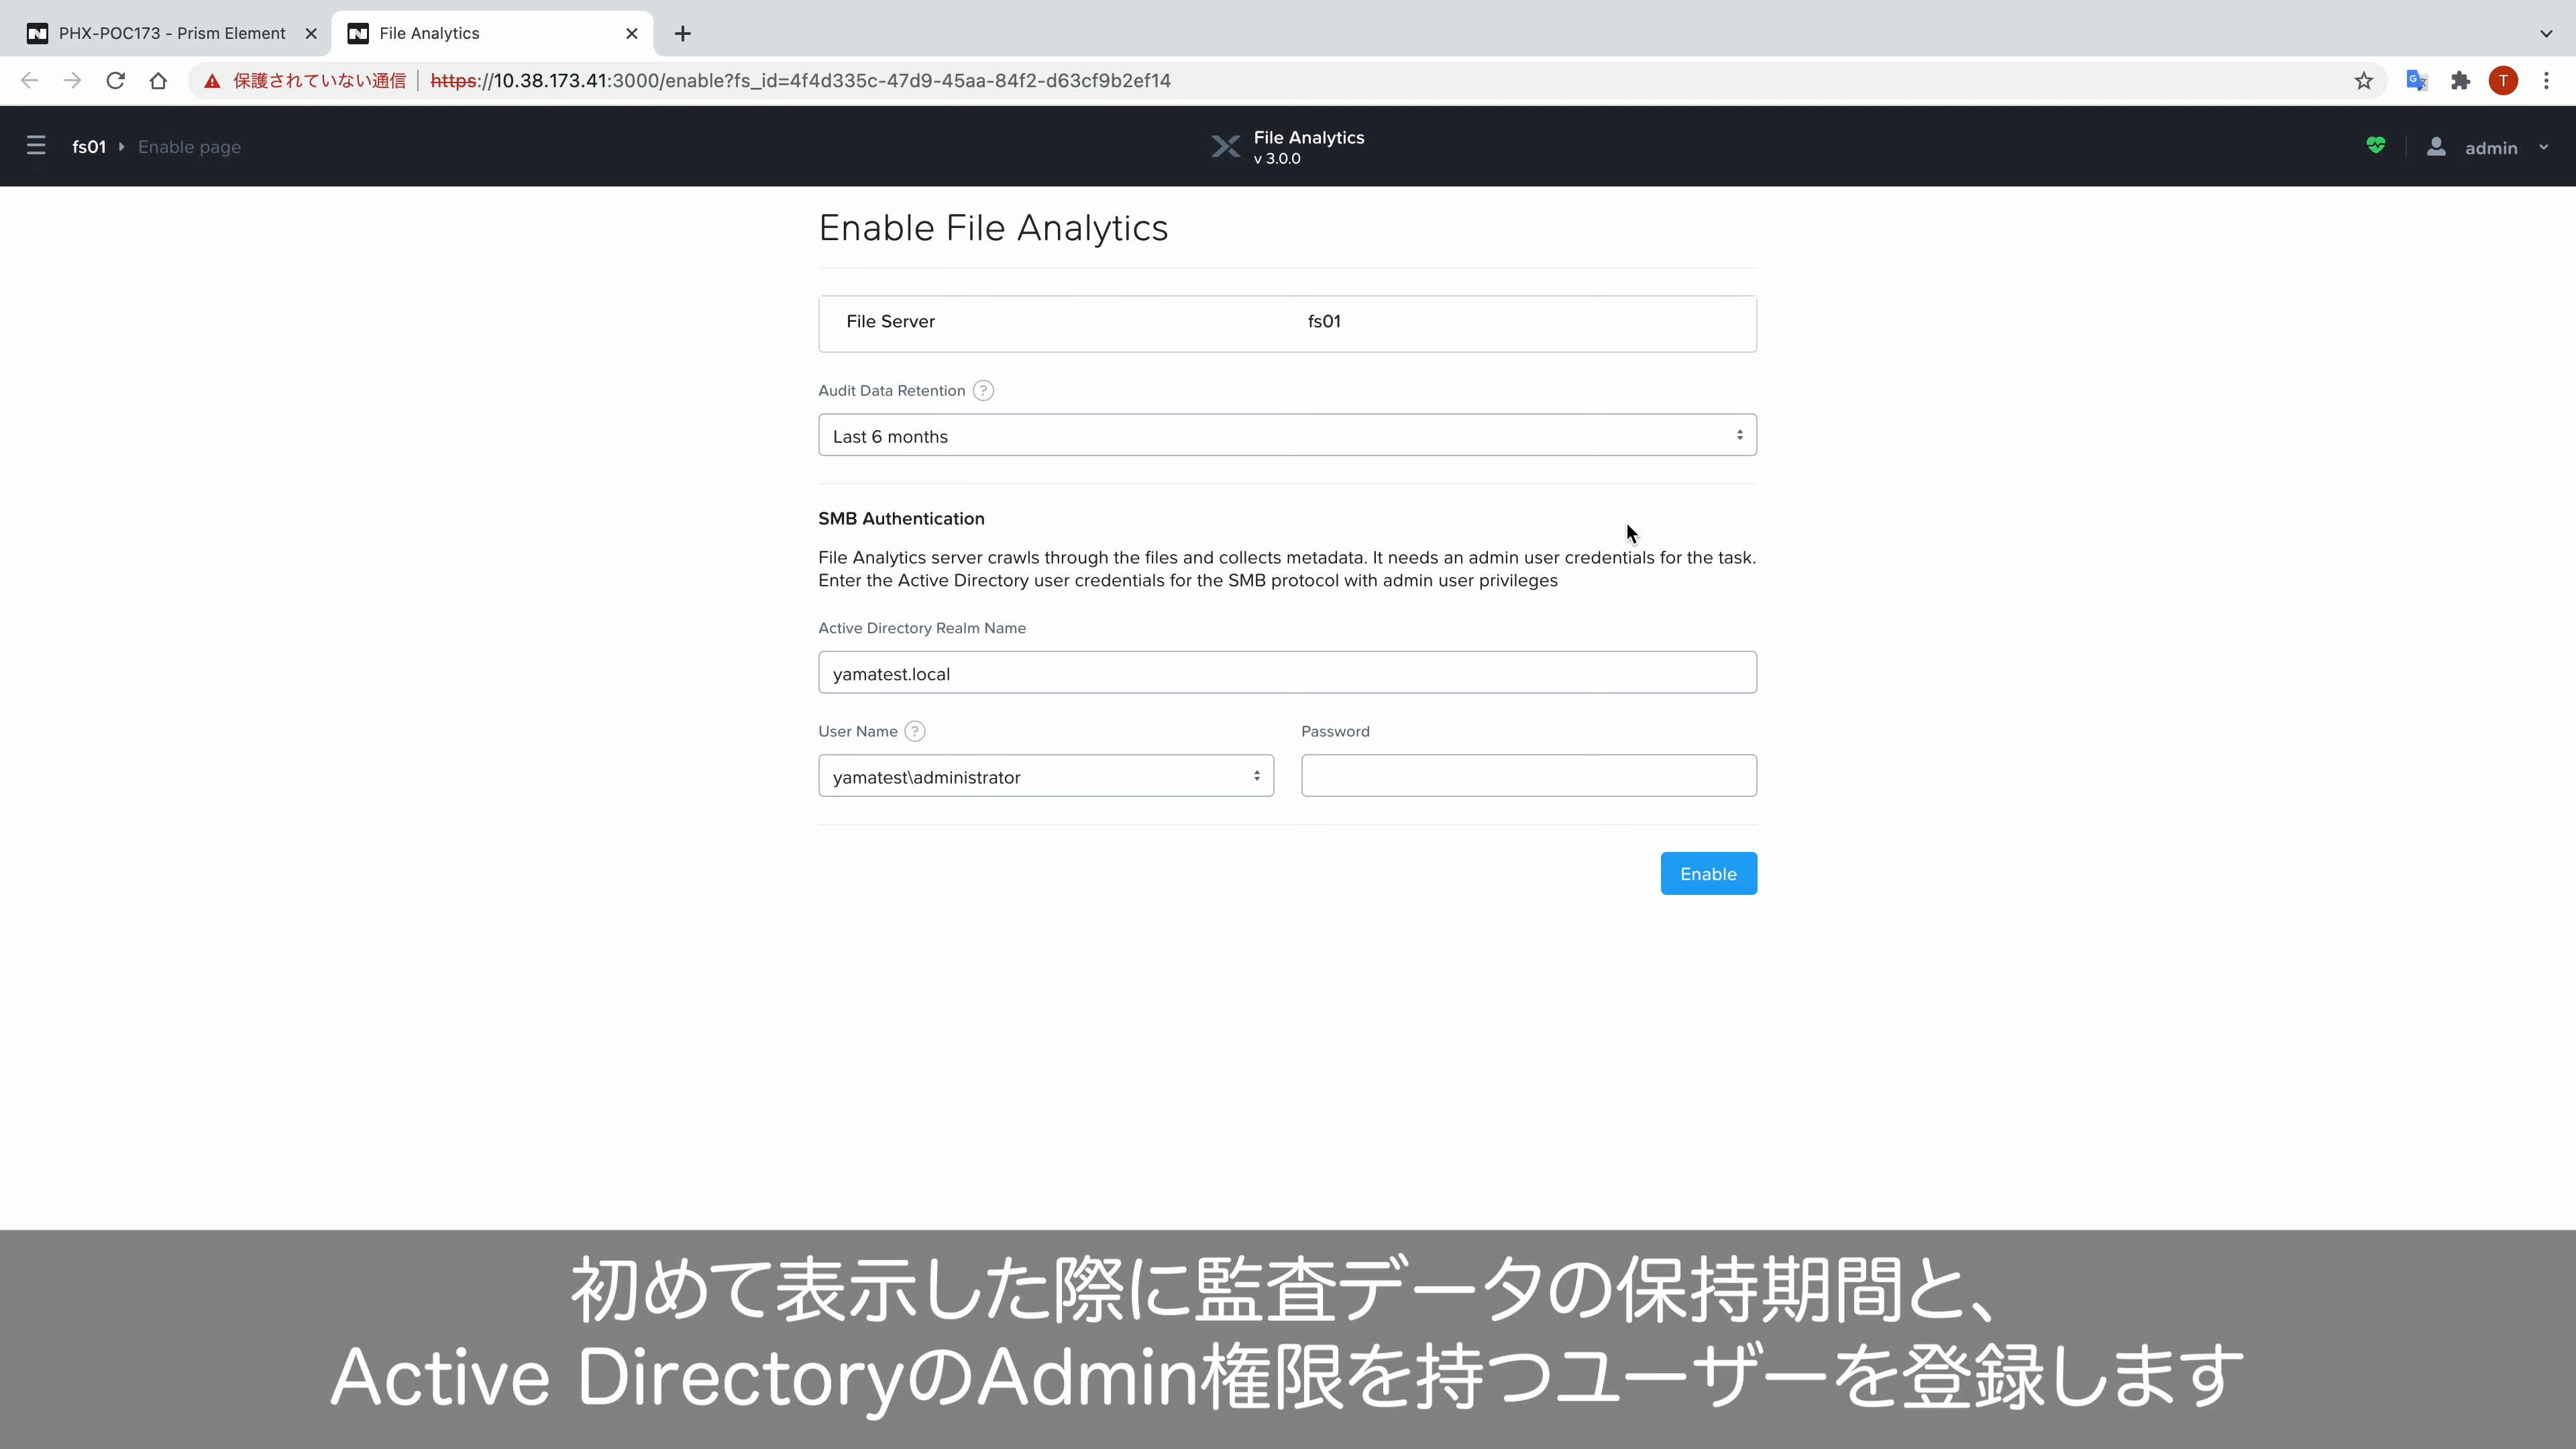 PHX-POC173 - Prism Element
File Analytics
保護されていない通信
https://10.38.173.41:3000/enable?fs_id=4f4d335c-47d9-45aa-84f2-d63cf9b2ef14
T
fs01
Enable page
File Analytics
v 3.0.0
admin
Enable File Analytics
File Server fs01
Audit Data Retention ?
Last 6 months
SMB Authentication
File Analytics server crawls through the files and collects metadata. It needs an admin user credentials for the task.
Enter the Active Directory user credentials for the SMB protocol with admin user privileges
Active Directory Realm Name
yamatest.local
User Name ? Password
yamatest\administrator
Enable
初めて表示した際に監査データの保持期間と、
Active DirectoryのAdmin権限を持つユーザーを登録します